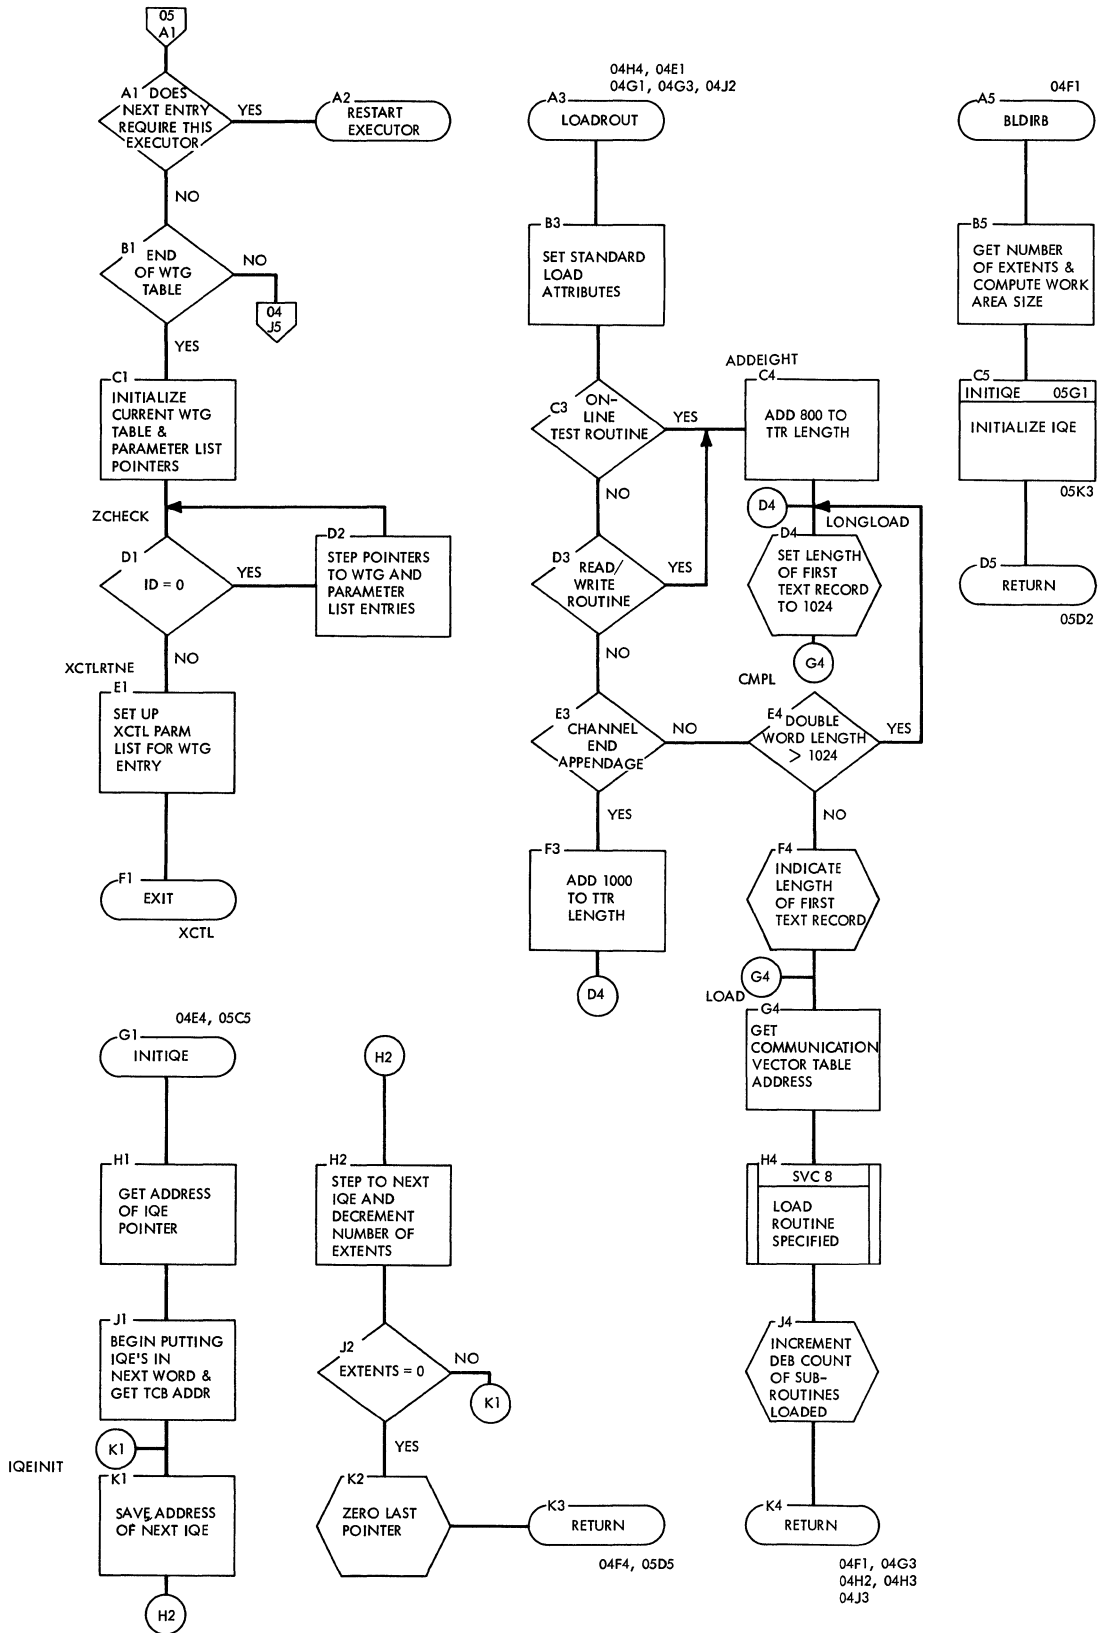 05
A1
A1 DOES
NEXT ENTRY
REQUIRE THIS
EXECUTOR
YES
A2
RESTART
EXECUTOR
NO
B1
END
OF WTG
TABLE
NO
04
J5
YES
C1
INITIALIZE
CURRENT WTG
TABLE &
PARAMETER LIST
POINTERS
ZCHECK
D1
ID = 0
YES
D2
STEP POINTERS
TO WTG AND
PARAMETER
LIST ENTRIES
NO
XCTLRTNE
E1
SET UP
XCTL PARM
LIST FOR WTG
ENTRY
F1
EXIT
XCTL
04E4, 05C5
G1
INITIQE
H1
GET ADDRESS
OF IQE
POINTER
J1
BEGIN PUTTING
IQE'S IN
NEXT WORD &
GET TCB ADDR
K1
IQEINIT
K1
SAVE ADDRESS
OF NEXT IQE
H2
H2
H2
STEP TO NEXT
IQE AND
DECREMENT
NUMBER OF
EXTENTS
J2
EXTENTS = 0
NO
K1
YES
K2
ZERO LAST
POINTER
K3
RETURN
04F4, 05D5
04H4, 04E1
04G1, 04G3, 04J2
A3
LOADROUT
B3
SET STANDARD
LOAD
ATTRIBUTES
C3
ON-
LINE
TEST ROUTINE
YES
NO
D3
READ/
WRITE
ROUTINE
YES
NO
E3
CHANNEL
END
APPENDAGE
NO
YES
F3
ADD 1000
TO TTR
LENGTH
D4
ADDEIGHT
C4
ADD 800 TO
TTR LENGTH
D4
LONGLOAD
D4
SET LENGTH
OF FIRST
TEXT RECORD
TO 1024
G4
CMPL
E4
DOUBLE
WORD LENGTH
> 1024
YES
NO
F4
INDICATE
LENGTH
OF FIRST
TEXT RECORD
G4
LOAD
G4
GET
COMMUNICATION
VECTOR TABLE
ADDRESS
H4
SVC 8
LOAD
ROUTINE
SPECIFIED
J4
INCREMENT
DEB COUNT
OF SUB-
ROUTINES
LOADED
K4
RETURN
04F1, 04G3
04H2, 04H3
04J3
04F1
A5
BLDIRB
B5
GET NUMBER
OF EXTENTS &
COMPUTE WORK
AREA SIZE
C5
INITIQE 05G1
INITIALIZE IQE
05K3
D5
RETURN
05D2